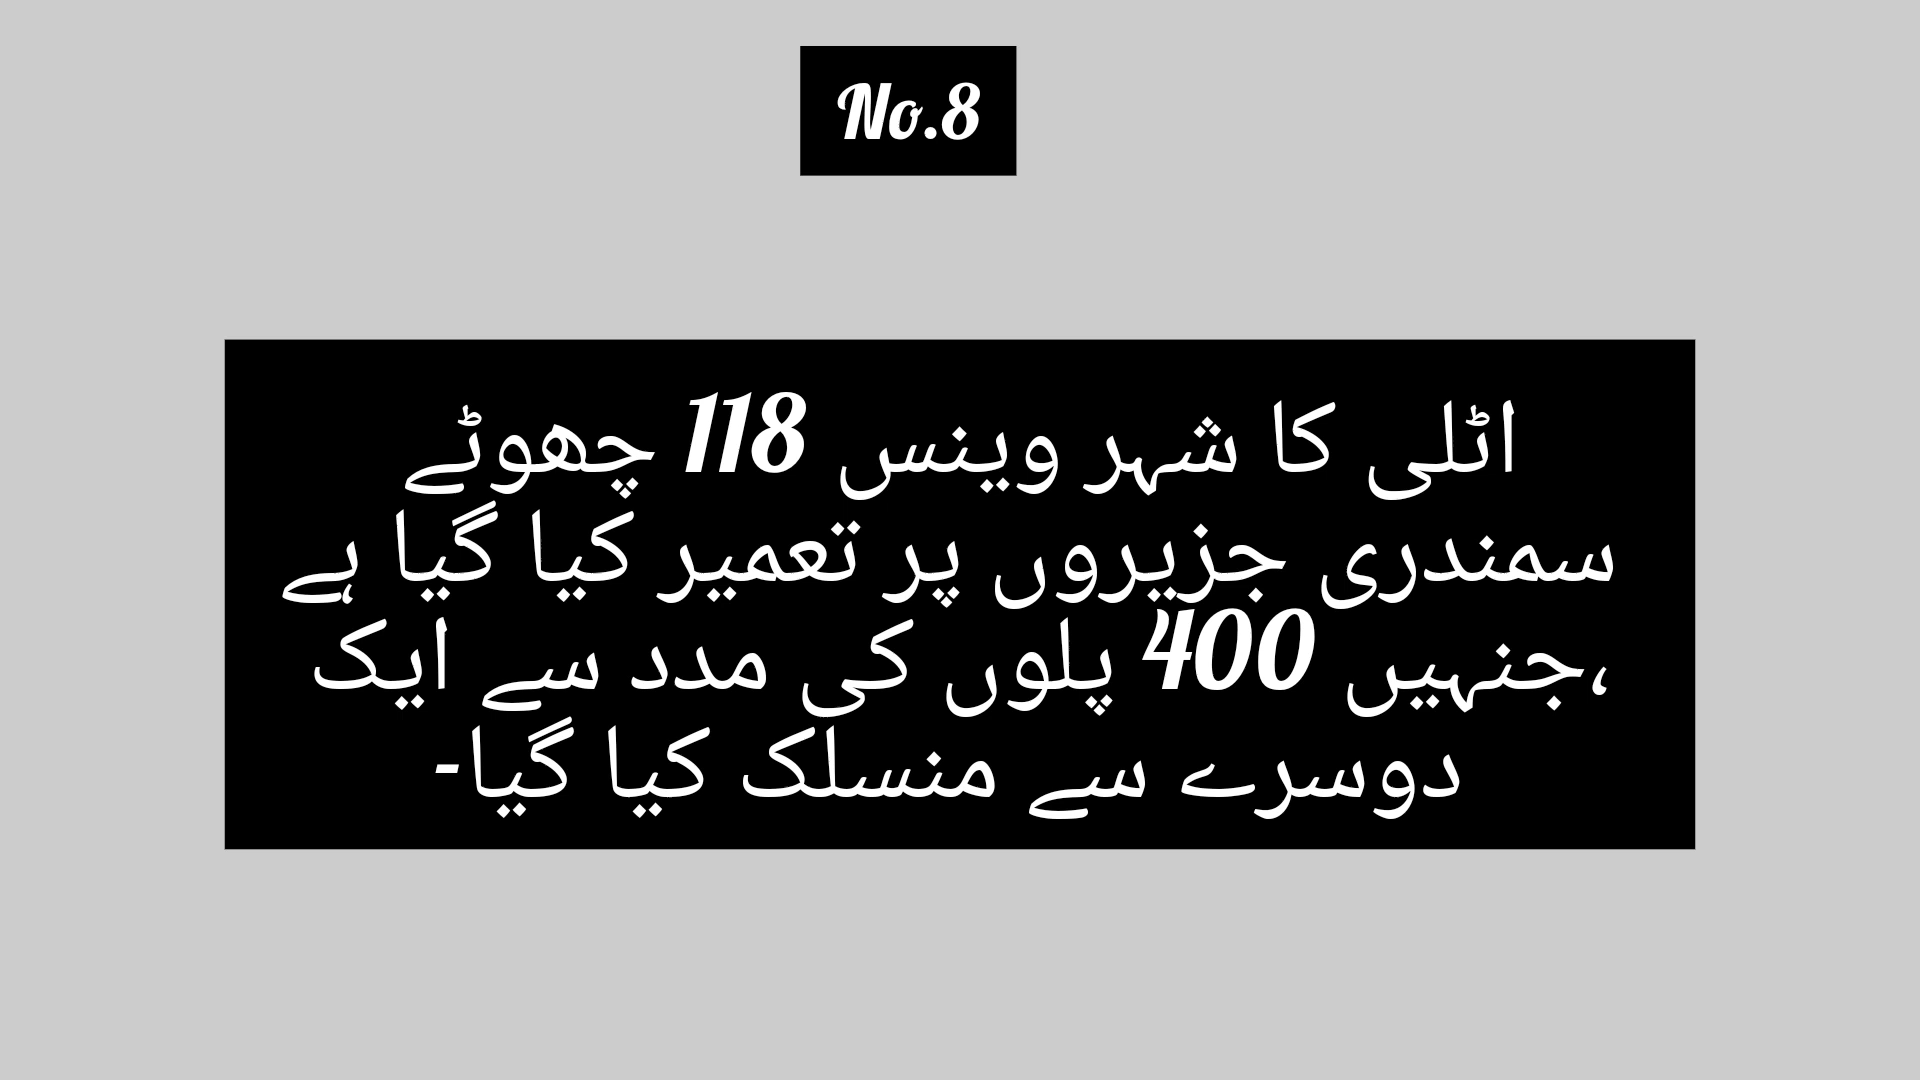 No.8
اٹلی کا شہر وینس 118 چھوٹے
سمندری جزیروں پر تعمیر کیا گیا ہے
،جنہیں 400 پلوں کی مدد سے ایک
دوسرے سے منسلک کیا گیا-